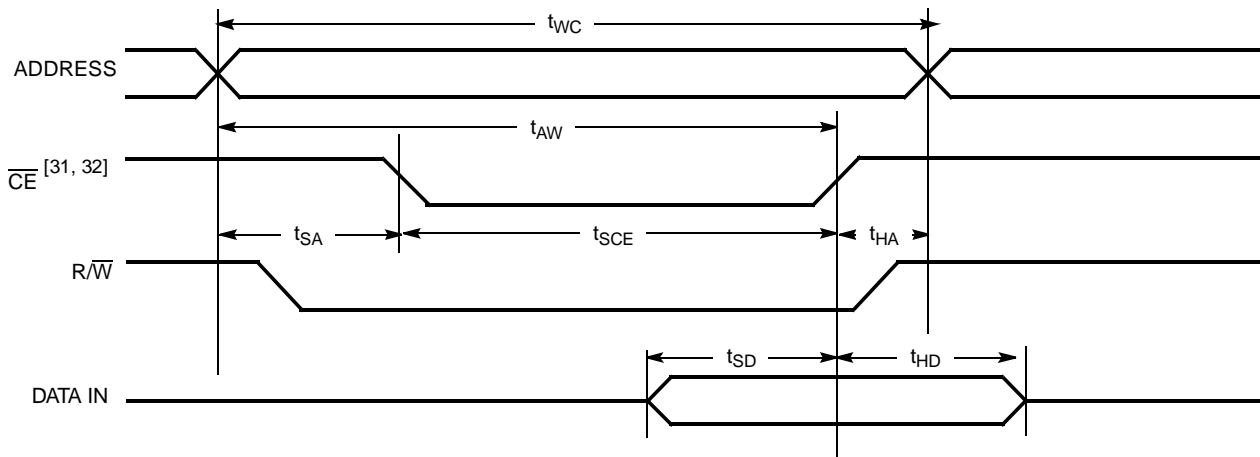 tWC
ADDRESS
tAW
CE [31, 32]
tSA tSCE tHA
R/W
tSD tHD
DATA IN